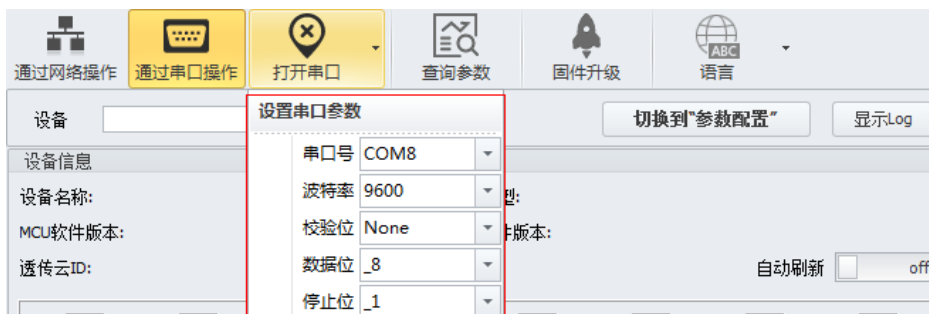 通过网络操作 通过串口操作 打开串口 查询参数 固件升级 ABC 语言
设备 设置串口参数 切换到"参数配置" 显示Log
设备信息 串口号 COM8
设备名称: 波特率 9600 型:
MCU软件版本: 校验位 None 件版本:
透传云ID: 数据位 _8 自动刷新 off
停止位 _1